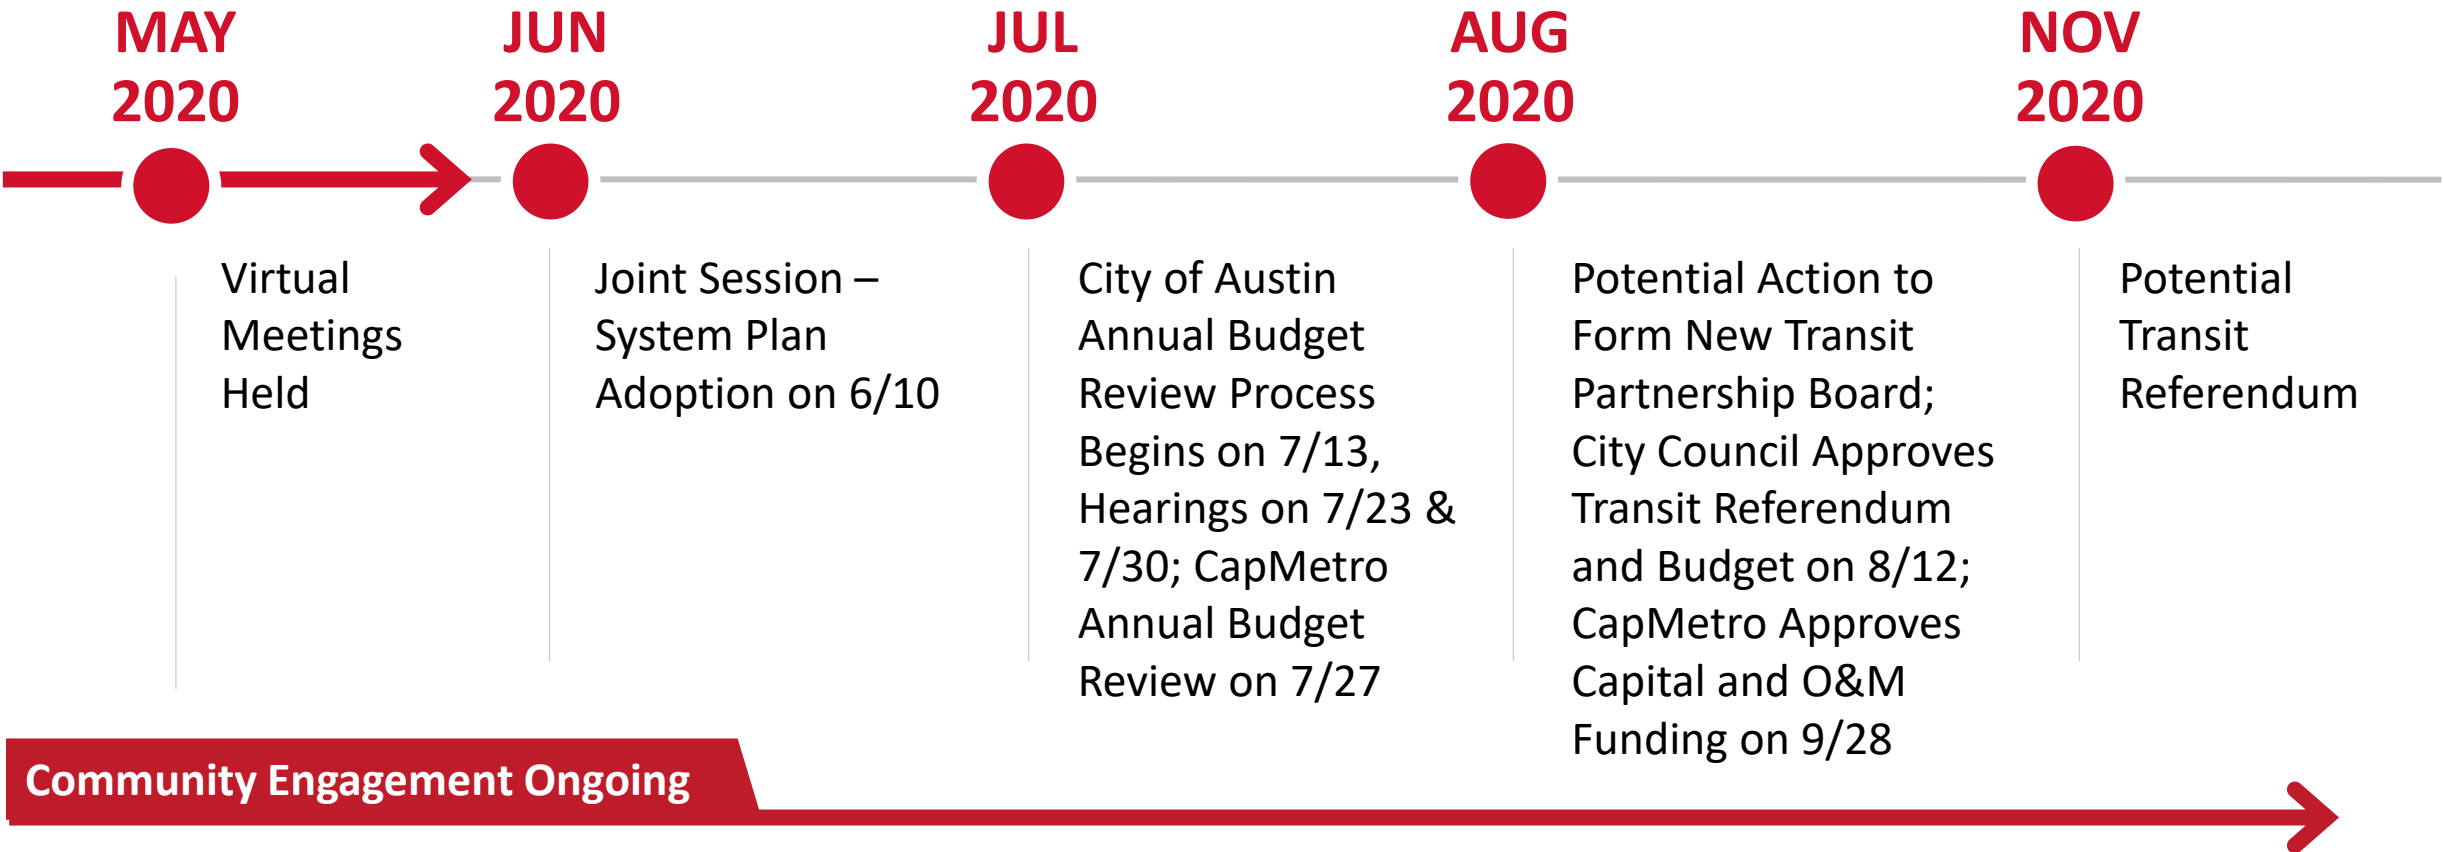 MAY
2020
JUN
2020
JUL
2020
AUG
2020
NOV
2020
Virtual
Meetings
Held
Joint Session –
System Plan
Adoption on 6/10
City of Austin
Annual Budget
Review Process
Begins on 7/13,
Hearings on 7/23 &
7/30; CapMetro
Annual Budget
Review on 7/27
Potential Action to
Form New Transit
Partnership Board;
City Council Approves
Transit Referendum
and Budget on 8/12;
CapMetro Approves
Capital and O&M
Funding on 9/28
Potential
Transit
Referendum
Community Engagement Ongoing